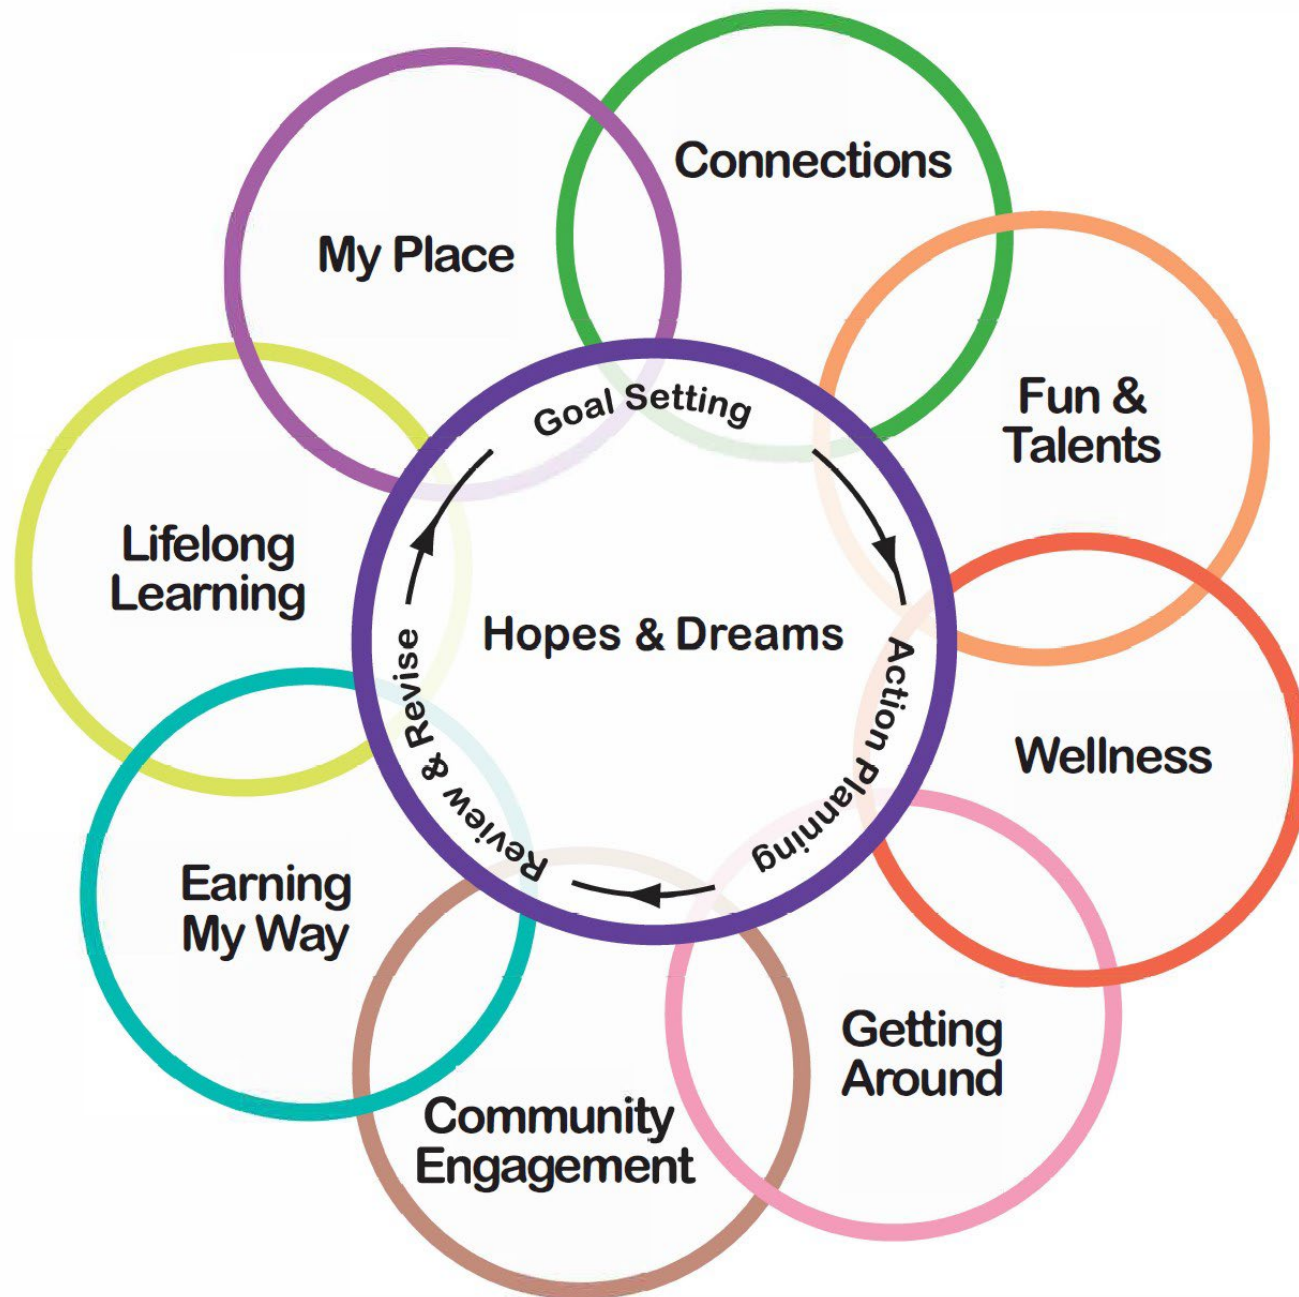 Connections
My Place
Fun &
Talents
Goal Setting
Lifelong
Learning
Hopes & Dreams
Action Planning
Review & Revise
Wellness
Earning
My Way
Getting
Around
Community
Engagement